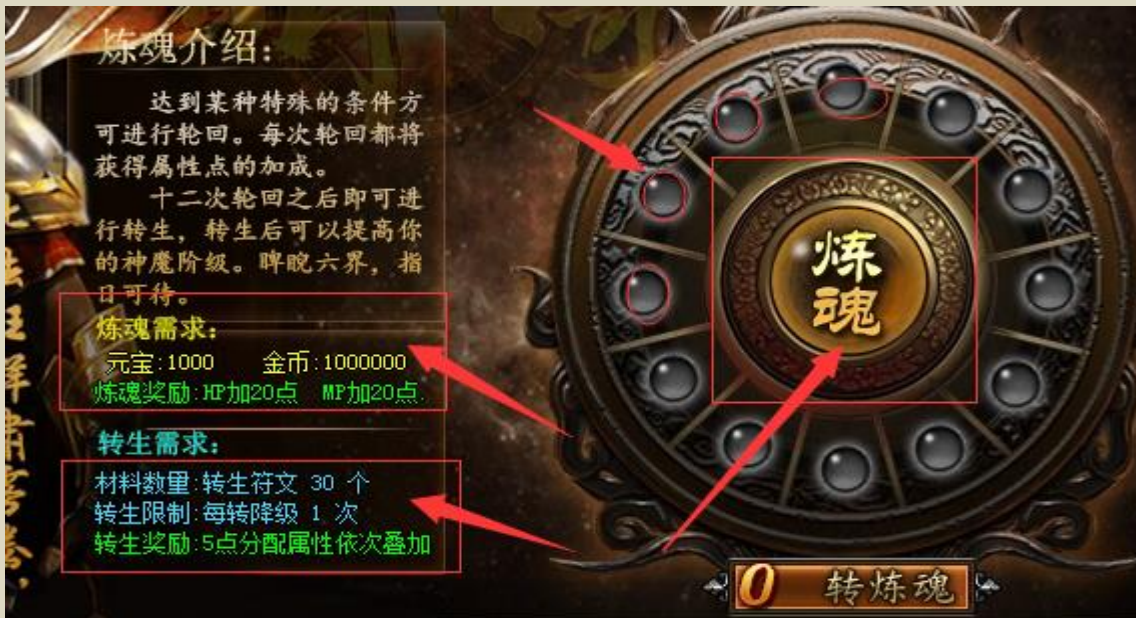 炼魂介绍：
达到某种特殊的条件方
可进行轮回。每次轮回都将
获得属性点的加成。
十二次轮回之后即可进
行转生，转生后可以提高你
的神魔阶级。睥睨六界，指
日可待。
炼魂需求：
元宝:1000 金币:1000000
炼魂奖励:HP加20点 MP加20点.
转生需求：
材料数量:转生符文 30 个
转生限制:每转降级 1 次
转生奖励:5点分配属性依次叠加
炼
魂
0 转炼魂